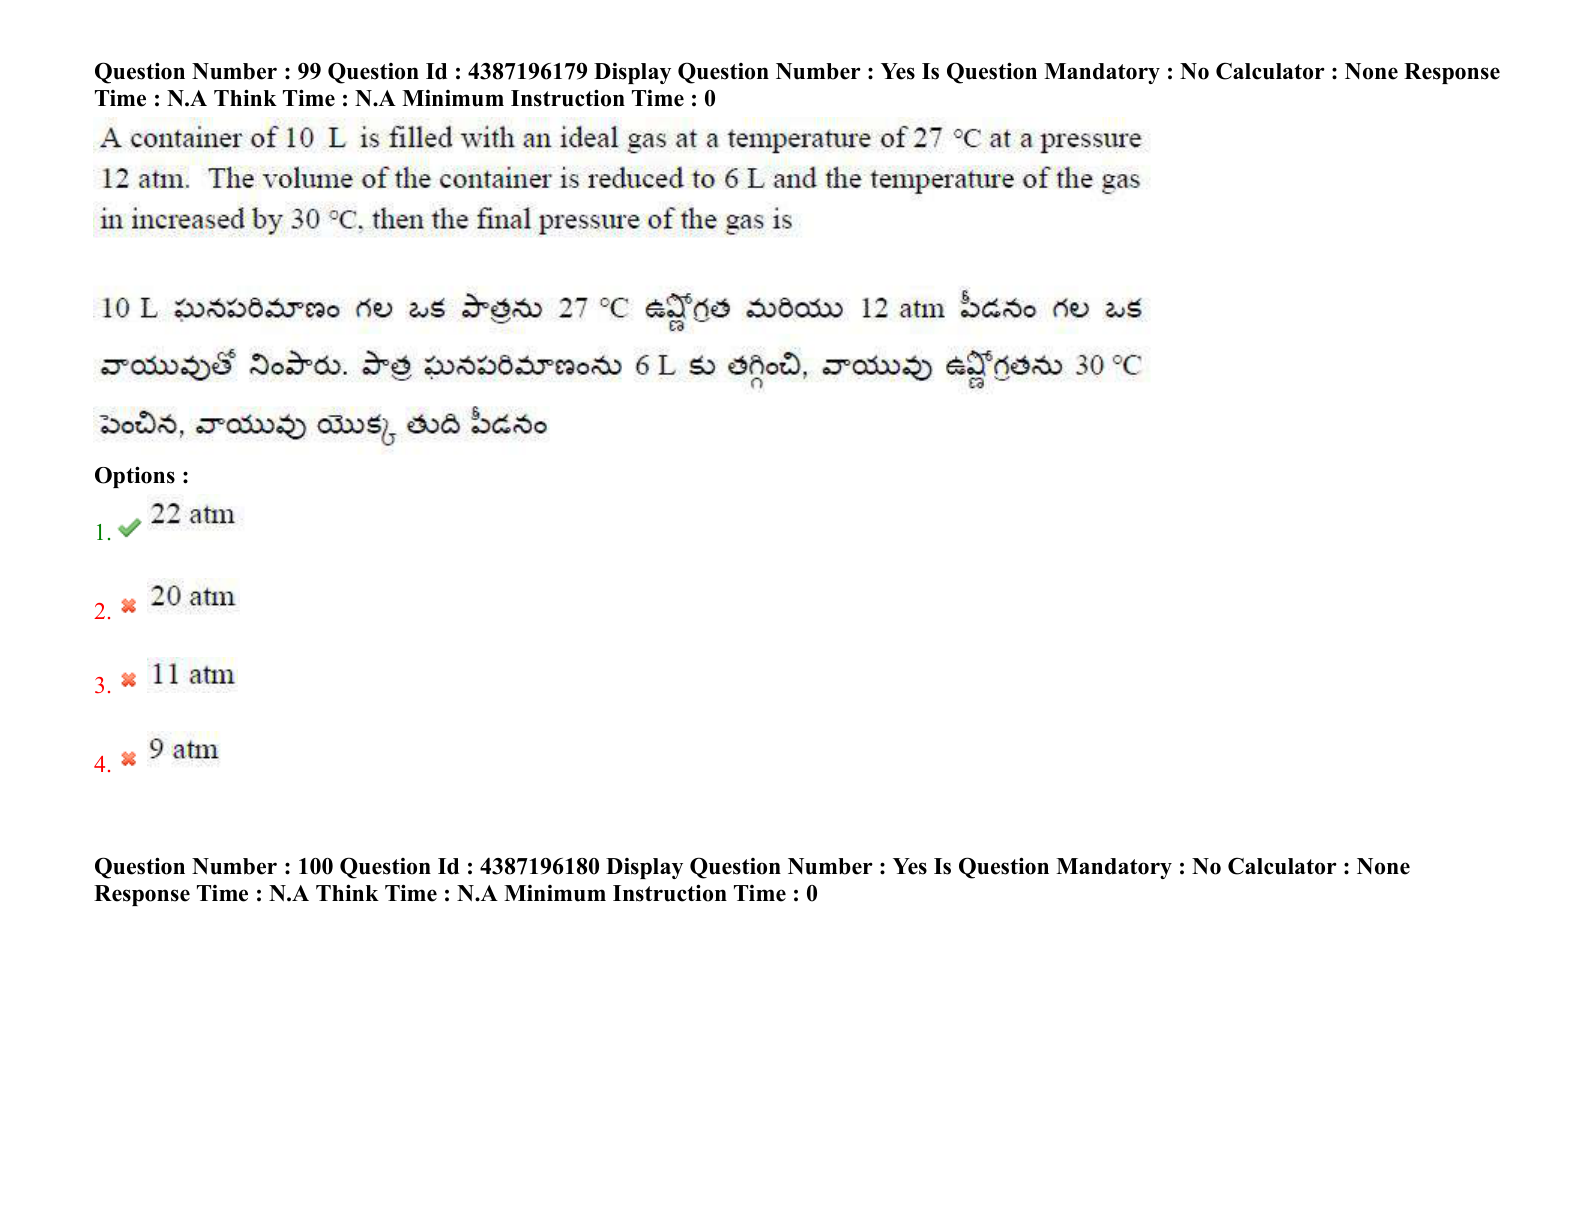 Question Number : 99 Question Id : 4387196179 Display Question Number : Yes Is Question Mandatory : No Calculator : None Response
Time : N.A Think Time : N.A Minimum Instruction Time : 0
A container of 10 L is filled with an ideal gas at a temperature of 27 °C at a pressure
12 atm. The volume of the container is reduced to 6 L and the temperature of the gas
in increased by 30 °C, then the final pressure of the gas is
10 L ఘనపరిమాణం గల ఒక పాత్రను 27 °C ఉష్ణోగ్రత మరియు 12 atm పీడనం గల ఒక
వాయువుతో నింపారు. పాత్ర ఘనపరిమాణంను 6 L కు తగ్గించి, వాయువు ఉష్ణోగ్రతను 30 °C
పెంచిన, వాయువు యొక్క తుది పీడనం
Options :
1. 22 atm
2. 20 atm
3. 11 atm
4. 9 atm
Question Number : 100 Question Id : 4387196180 Display Question Number : Yes Is Question Mandatory : No Calculator : None
Response Time : N.A Think Time : N.A Minimum Instruction Time : 0